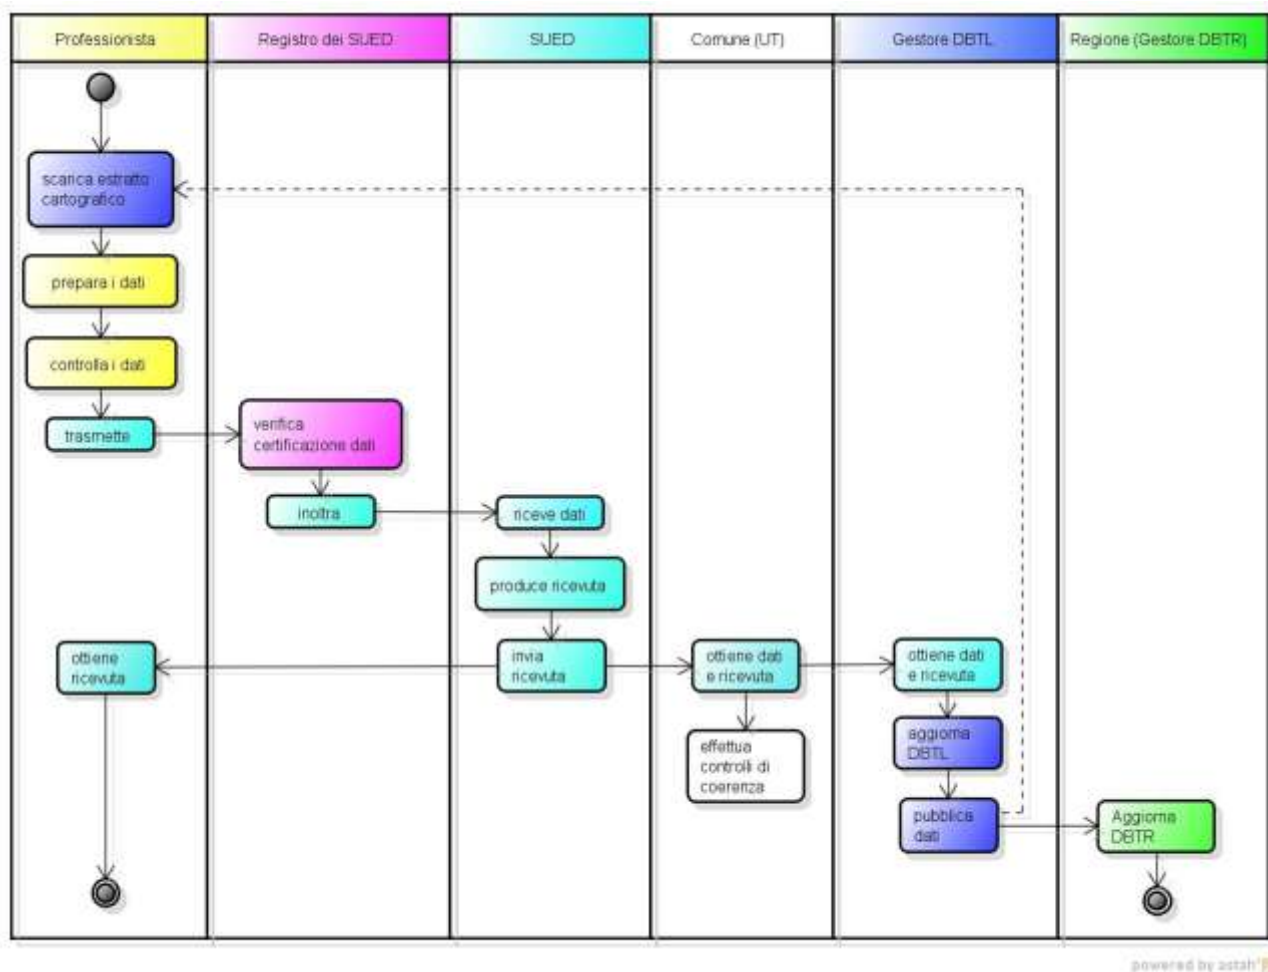 Professionista
Registro dei SUED
SUED
Comune (UT)
Gestore DBTL
Regione (Gestore DBTR)
scarica estratto
cartografico
prepara i dati
controlla i dati
trasmette
verifica
certificazione dati
inoltra
riceve dati
produce ricevuta
ottiene
ricevuta
invia
ricevuta
ottiene dati
e ricevuta
ottiene dati
e ricevuta
effettua
controlli di
coerenza
aggiorna
DBTL
pubblica
dati
Aggiorna
DBTR
powered by astah*